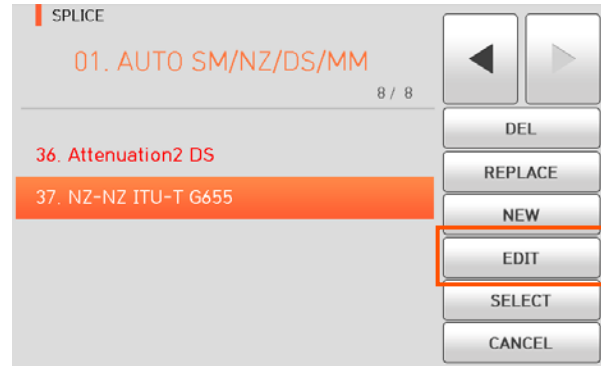 SPLICE
01. AUTO SM/NZ/DS/MM
8 / 8
36. Attenuation2 DS
37. NZ-NZ ITU-T G655
DEL
REPLACE
NEW
EDIT
SELECT
CANCEL